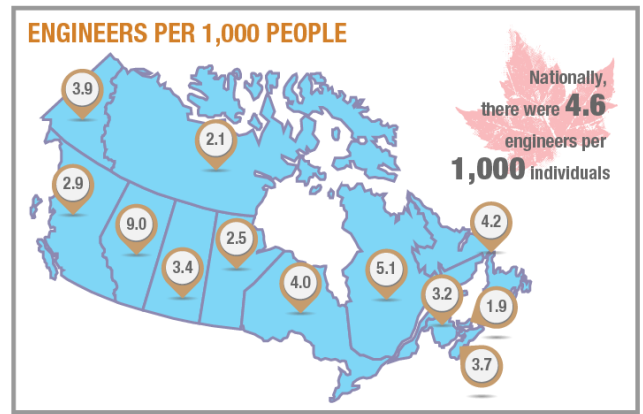 ENGINEERS PER 1,000 PEOPLE
Nationally,
there were 4.6
engineers per
1,000 individuals
3.9
2.1
2.9
9.0
3.4
2.5
4.0
5.1
4.2
3.2
1.9
3.7